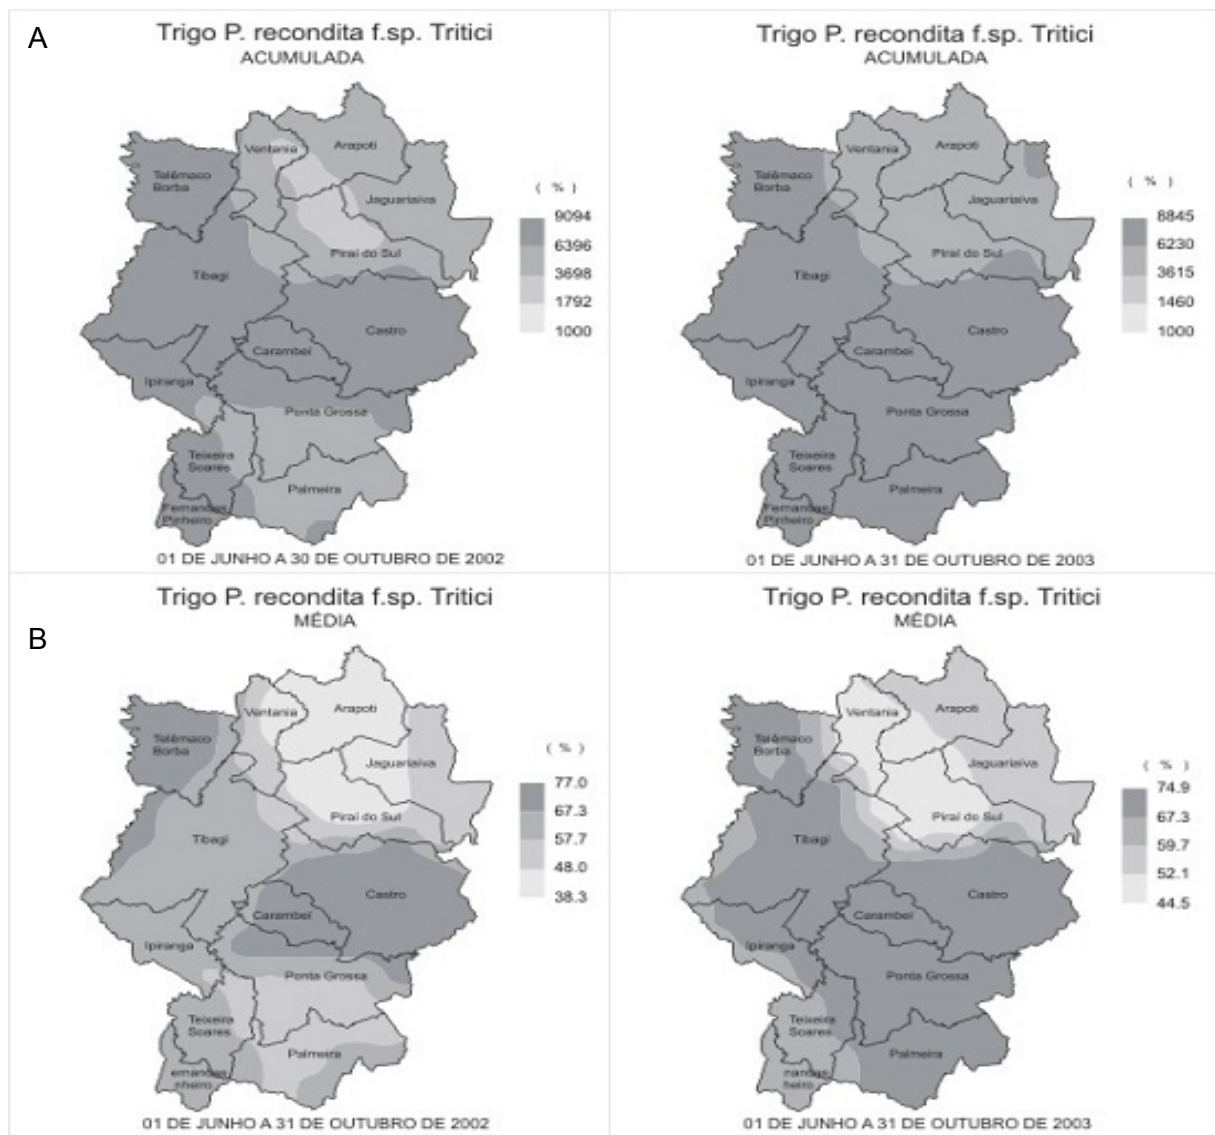 A
Trigo P. recondita f.sp. Tritici
ACUMULADA
Ventania
Arapoti
Telêmaco
Borba
Jaguariaíva
Piraí do Sul
Tibagi
Castro
Carambeí
Ipiranga
Ponta Grossa
Teixeira
Soares
Palmeira
Fernandes
Pinheiro
( % )
9094
6396
3698
1792
1000
01 DE JUNHO A 30 DE OUTUBRO DE 2002
Trigo P. recondita f.sp. Tritici
ACUMULADA
Ventania
Arapoti
Telêmaco
Borba
Jaguariaíva
Piraí do Sul
Tibagi
Castro
Carambeí
Ipiranga
Ponta Grossa
Teixeira
Soares
Palmeira
Fernandes
Pinheiro
( % )
8845
6230
3615
1460
1000
01 DE JUNHO A 31 DE OUTUBRO DE 2003
B
Trigo P. recondita f.sp. Tritici
MÉDIA
Ventania
Arapoti
Telêmaco
Borba
Jaguariaíva
Piraí do Sul
Tibagi
Castro
Carambeí
Ipiranga
Ponta Grossa
Teixeira
Soares
Palmeira
ernandes
nheiro
( % )
77.0
67.3
57.7
48.0
38.3
01 DE JUNHO A 31 DE OUTUBRO DE 2002
Trigo P. recondita f.sp. Tritici
MÉDIA
Ventania
Arapoti
Telêmaco
Borba
Jaguariaíva
Piraí do Sul
Tibagi
Castro
Carambeí
Ipiranga
Ponta Grossa
Teixeira
Soares
Palmeira
nandes
heiro
( % )
74.9
67.3
59.7
52.1
44.5
01 DE JUNHO A 31 DE OUTUBRO DE 2003